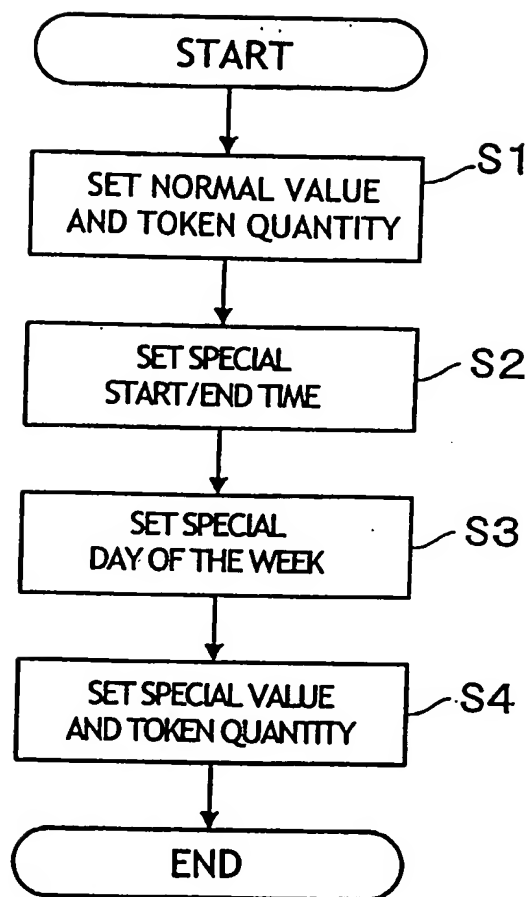 START
S1
SET NORMAL VALUE
AND TOKEN QUANTITY
S2
SET SPECIAL
START/END TIME
S3
SET SPECIAL
DAY OF THE WEEK
S4
SET SPECIAL VALUE
AND TOKEN QUANTITY
END